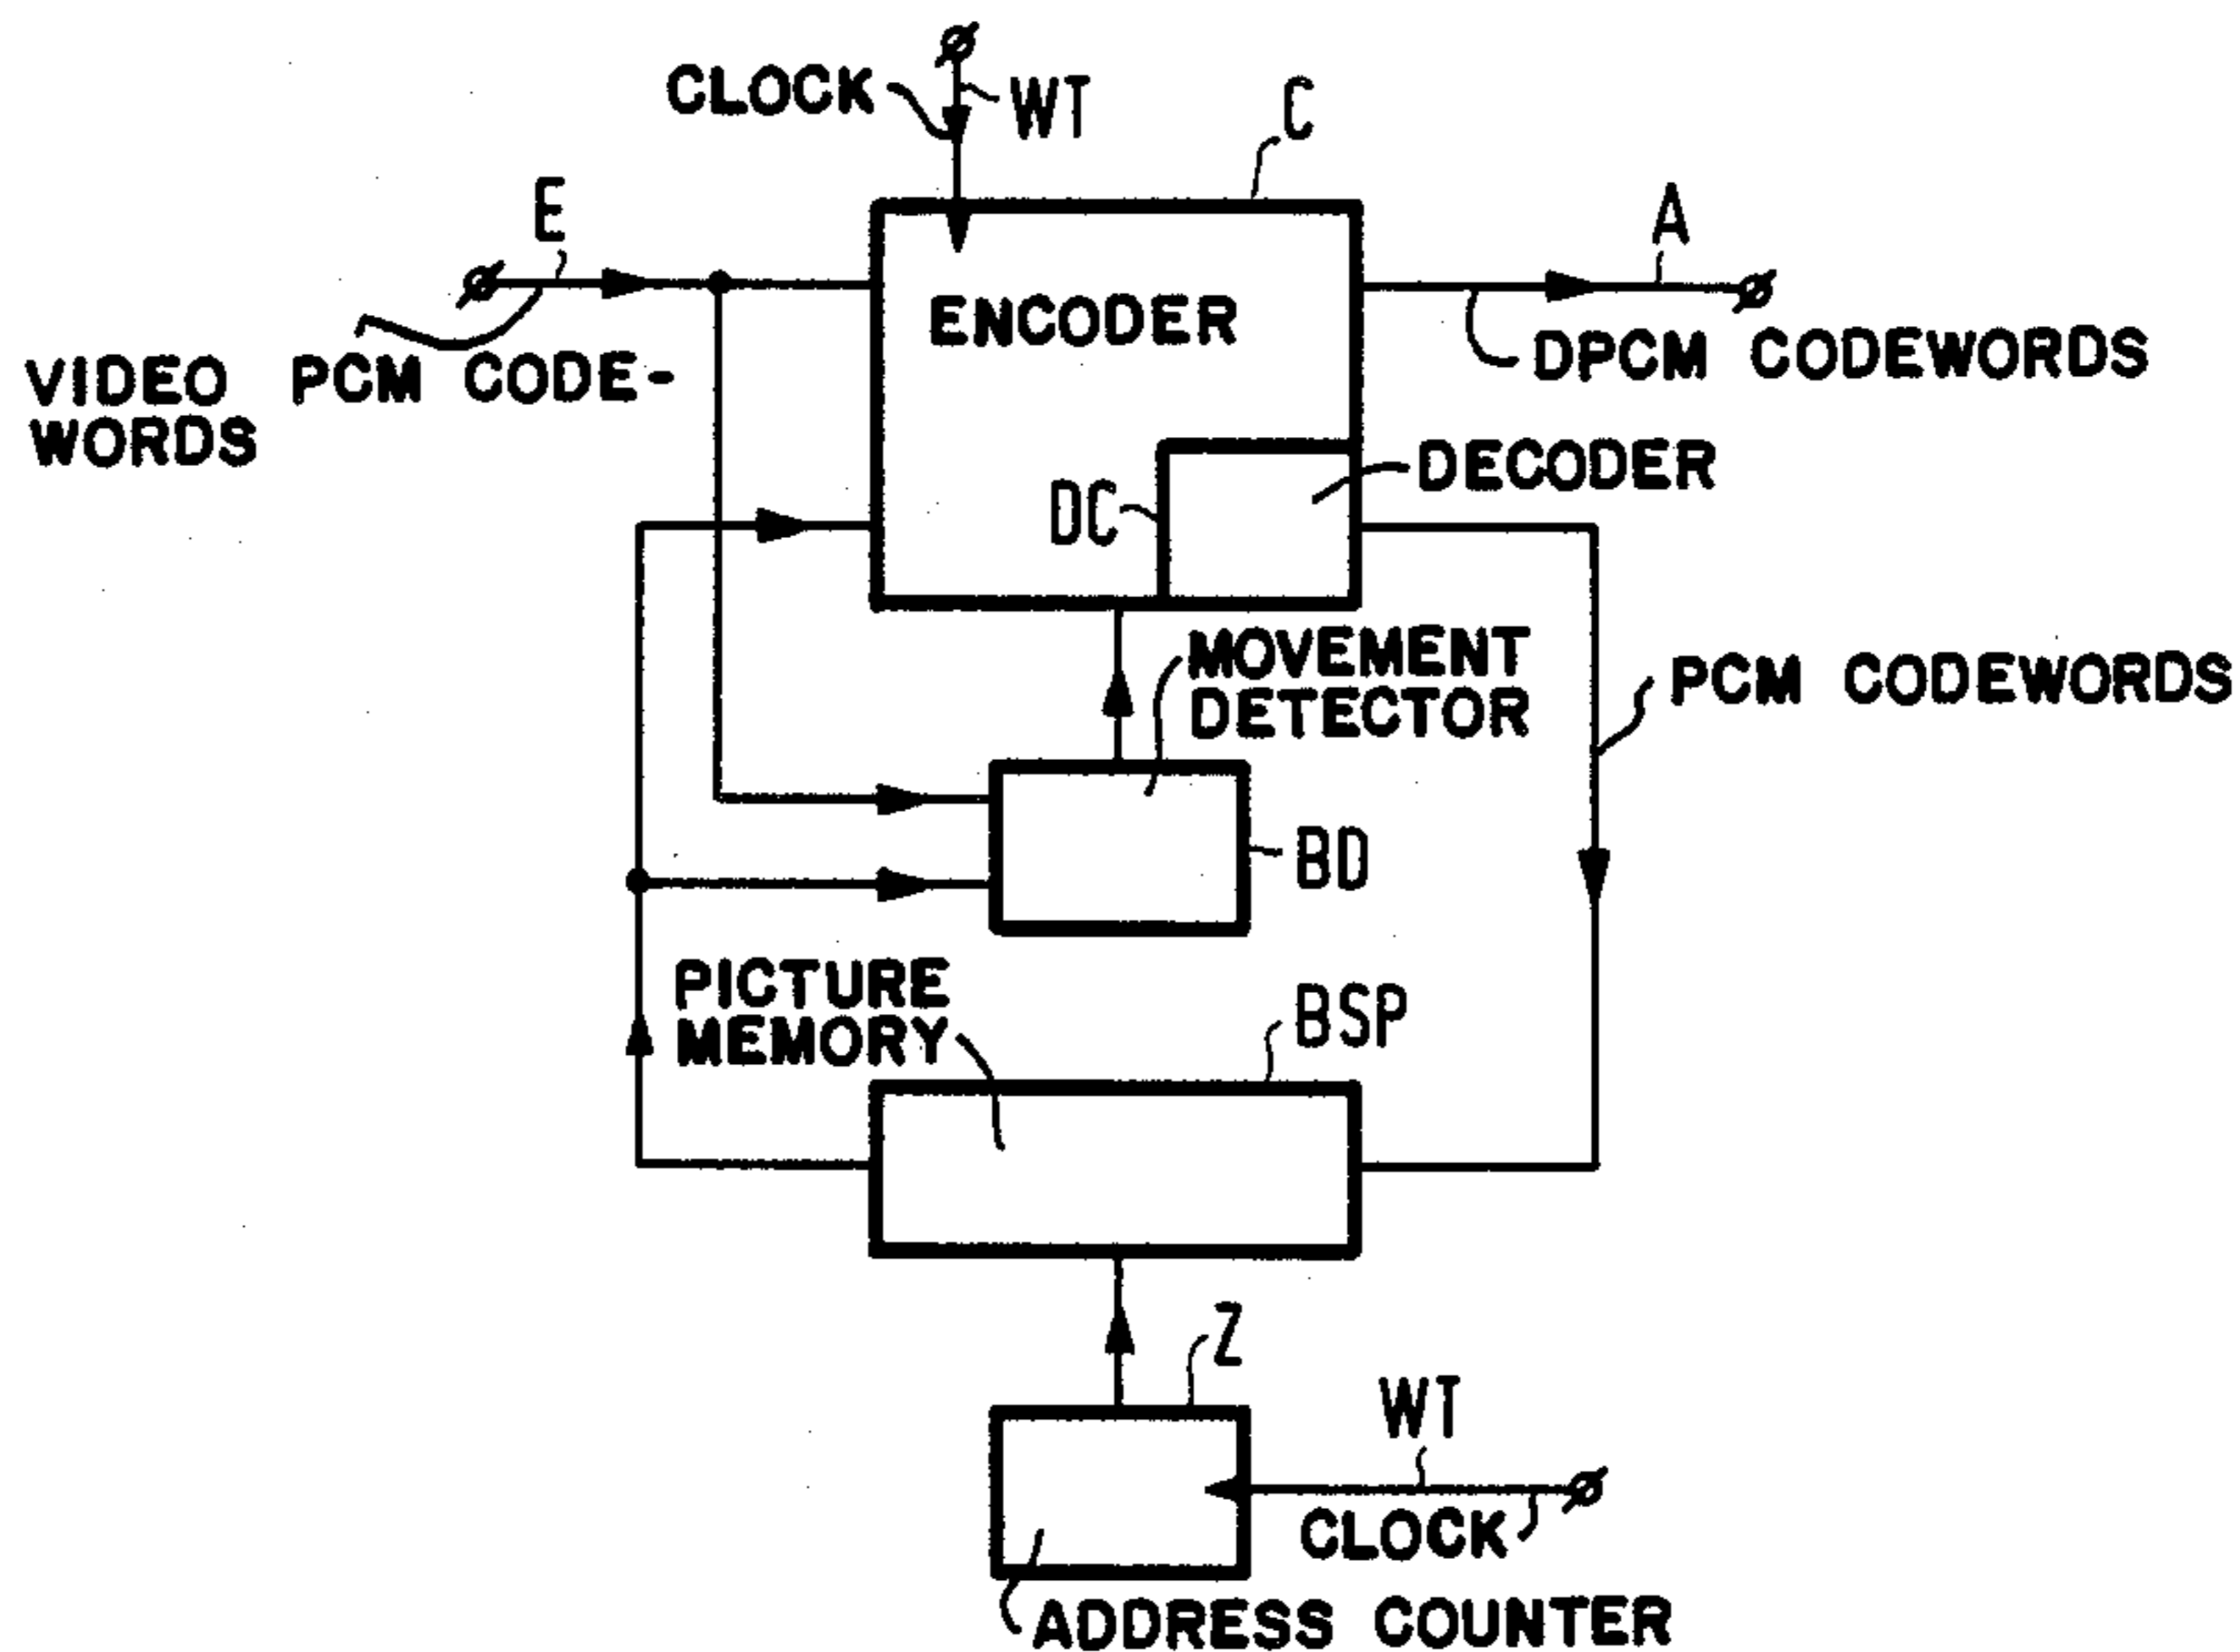 CLOCK
WT
C
E
A
ENCODER
VIDEO PCM CODE-
WORDS
DPCM CODEWORDS
DECODER
DC
MOVEMENT
DETECTOR
PCM CODEWORDS
BD
PICTURE
MEMORY
BSP
Z
WT
CLOCK
ADDRESS COUNTER